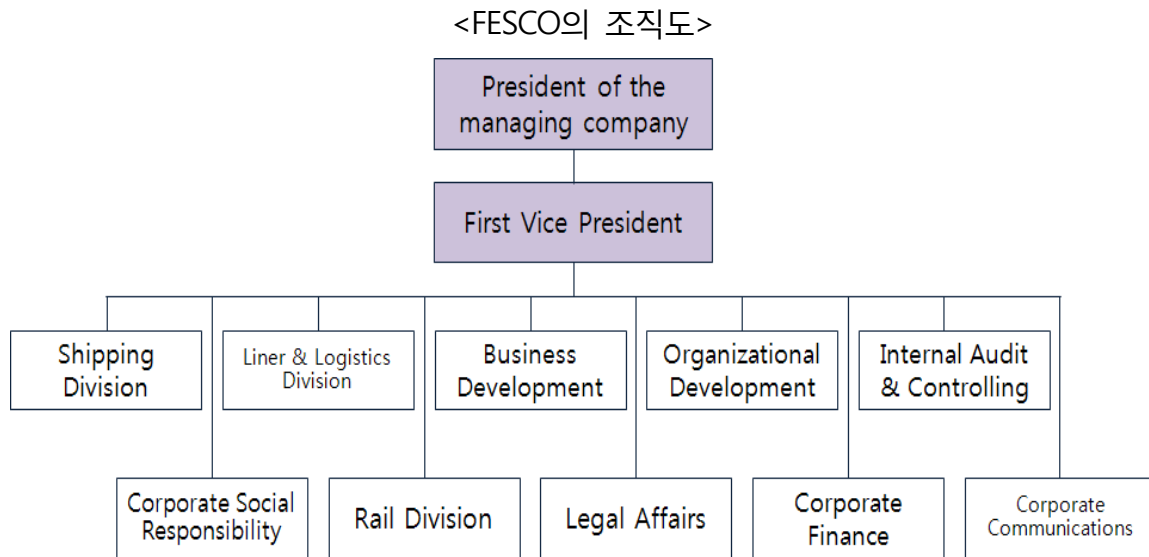 <FESCO의 조직도>
President of the
managing company
First Vice President
Shipping
Division
Liner & Logistics
Division
Business
Development
Organizational
Development
Internal Audit
& Controlling
Corporate Social
Responsibility
Rail Division
Legal Affairs
Corporate
Finance
Corporate
Communications